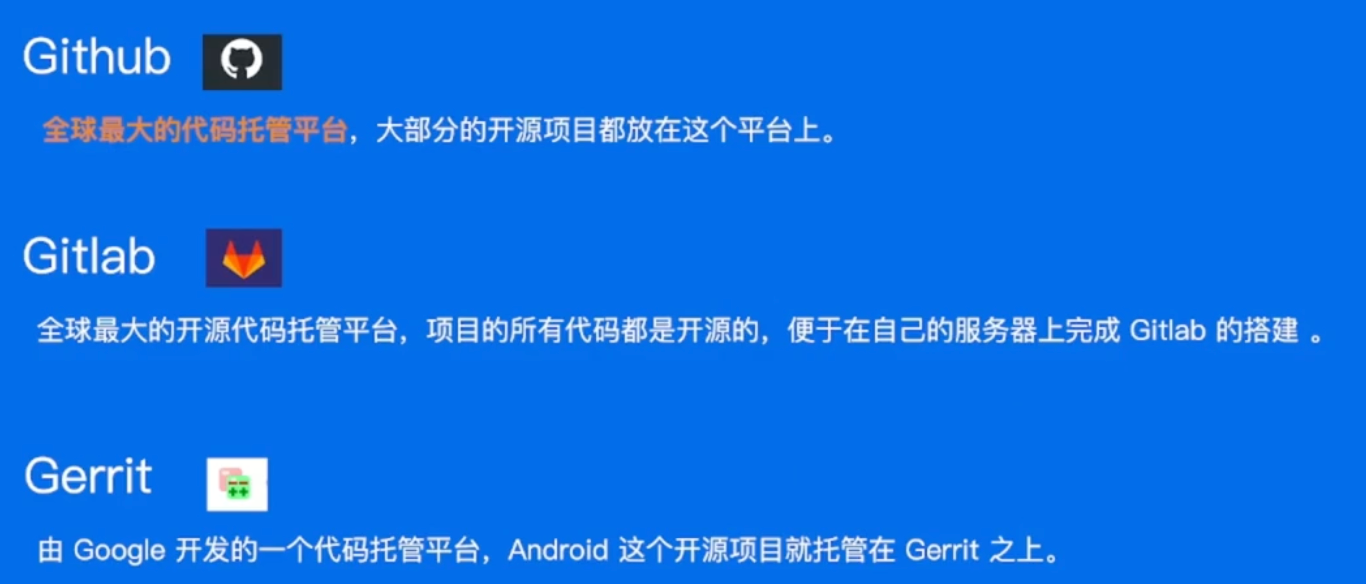 Github
全球最大的代码托管平台，大部分的开源项目都放在这个平台上。
Gitlab
全球最大的开源代码托管平台，项目的所有代码都是开源的，便于在自己的服务器上完成 Gitlab 的搭建 。
Gerrit
由 Google 开发的一个代码托管平台，Android 这个开源项目就托管在 Gerrit 之上。